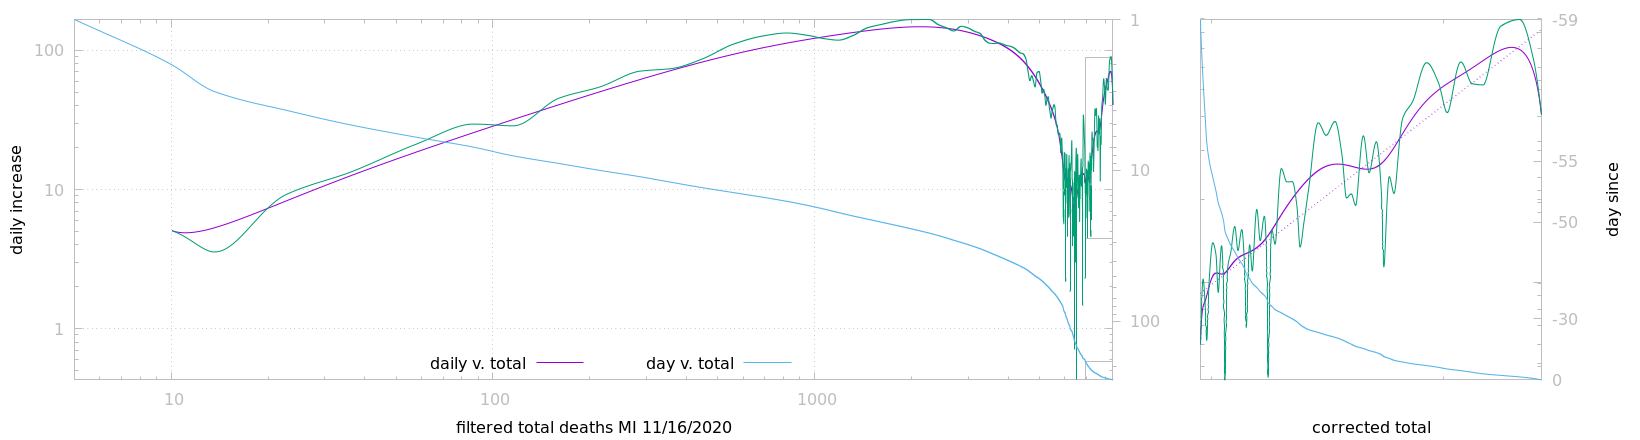 daily increase
100
10
1
10
100
1000
filtered total deaths MI 11/16/2020
daily v. total
day v. total
1
10
100
-59
-55
-50
-30
0
day since
corrected total